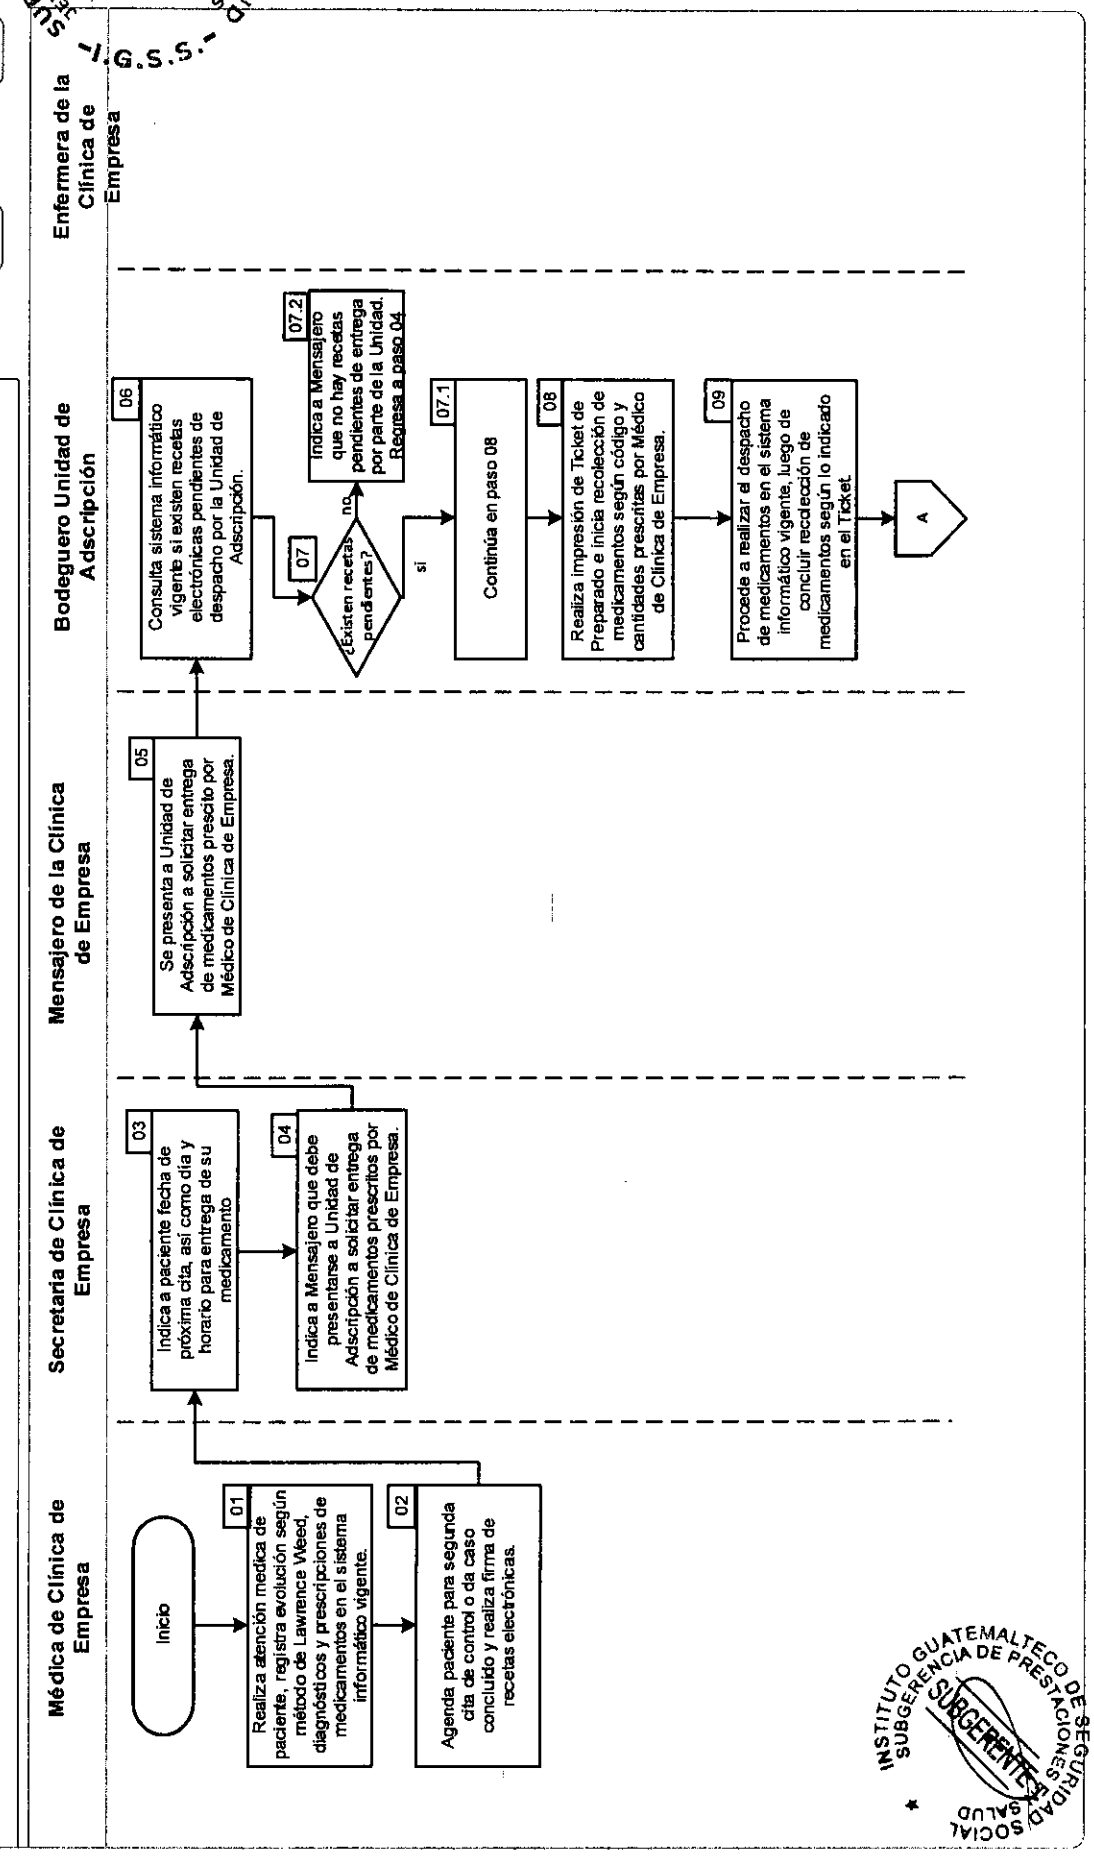 Médica de Clínica de
Empresa
Secretaria de Clínica de
Empresa
Mensajero de la Clínica
de Empresa
Bodeguero Unidad de
Adscripción
Enfermera de la
Clínica de
Empresa
Inicio
01
Realiza atención medica de
paciente, registra evolución según
método de Lawrence Weed,
diagnósticos y prescripciones de
medicamentos en el sistema
informático vigente.
02
Agenda paciente para segunda
cita de control o da caso
concluido y realiza firma de
recetas electrónicas.
03
Indica a paciente fecha de
próxima cita, así como día y
horario para entrega de su
medicamento
04
Indica a Mensajero que debe
presentarse a Unidad de
Adscripción a solicitar entrega
de medicamentos prescritos por
Médico de Clínica de Empresa.
05
Se presenta a Unidad de
Adscripción a solicitar entrega
de medicamentos prescito por
Médico de Clínica de Empresa.
06
Consulta sistema informático
vigente si existen recetas
electrónicas pendientes de
despacho por la Unidad de
Adscripción.
07
¿Existen recetas
pendientes?
no
07.2
Indica a Mensajero
que no hay recetas
pendientes de entrega
por parte de la Unidad.
Regresa a paso 04
si
07.1
Continúa en paso 08
08
Realiza impresión de Ticket de
Preparado e inicia recolección de
medicamentos según código y
cantidades prescritas por Médico
de Clínica de Empresa.
09
Procede a realizar el despacho
de medicamentos en el sistema
informático vigente, luego de
concluir recolección de
medicamentos según lo indicado
en el Ticket.
A
-I.G.S.S.-
INSTITUTO GUATEMALTECO DE SEGURIDAD SOCIAL
SUBGERENCIA DE PRESTACIONES
SALUD
SUBGERENTE